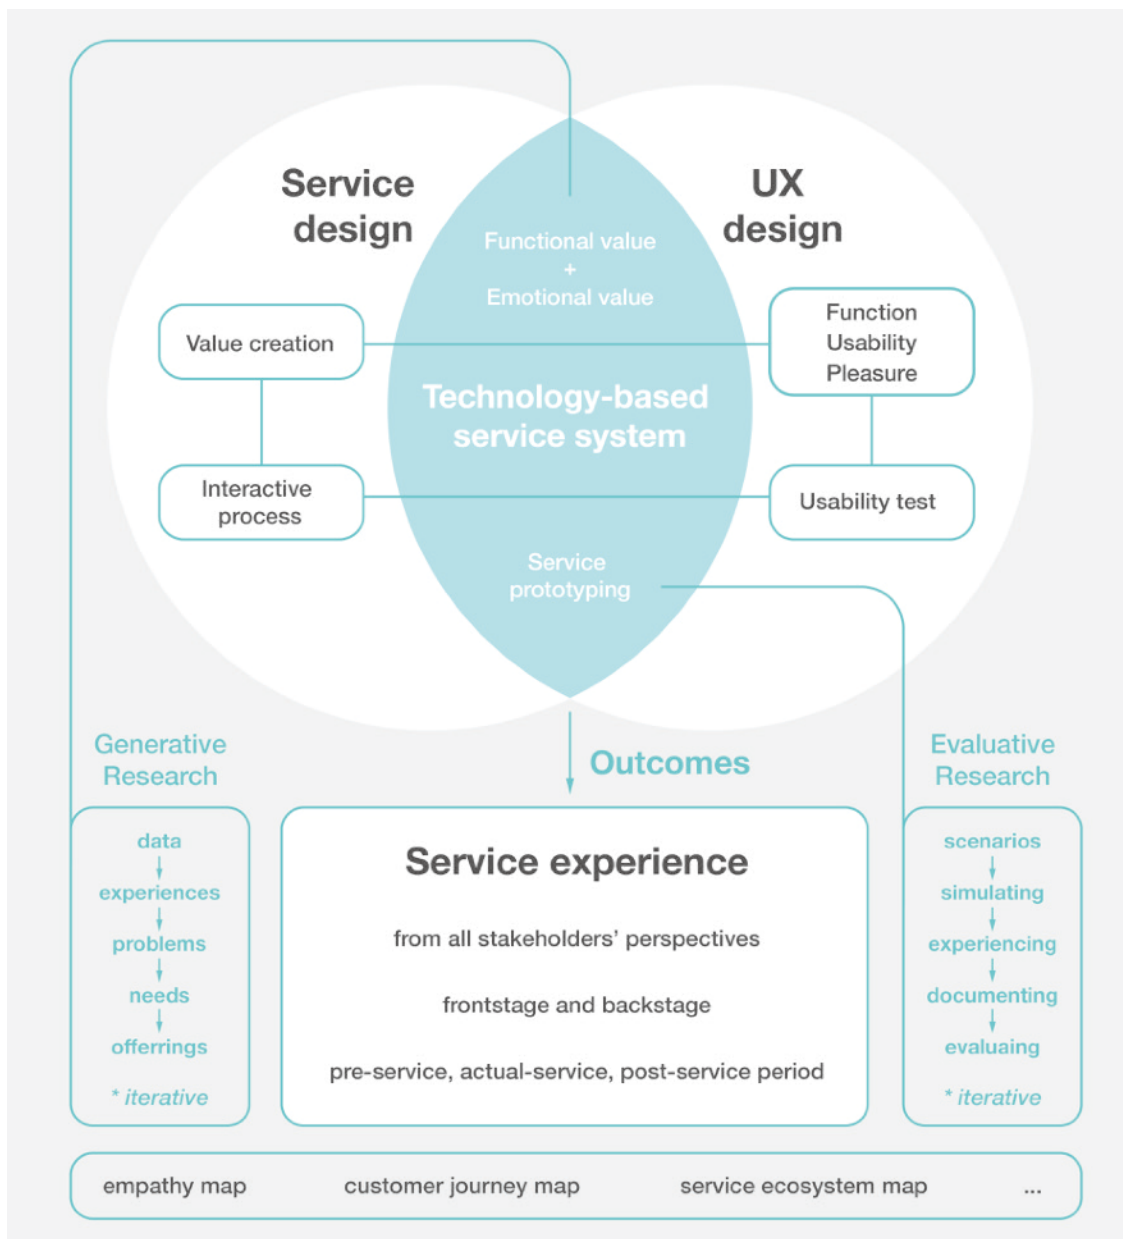 Service
design
UX
design
Functional value
+
Emotional value
Value creation
Function
Usability
Pleasure
Technology-based
service system
Interactive
process
Usability test
Service
prototyping
Outcomes
Generative
Research
data
experiences
problems
needs
offerrings
* iterative
Service experience
from all stakeholders' perspectives
frontstage and backstage
pre-service, actual-service, post-service period
Evaluative
Research
scenarios
simulating
experiencing
documenting
evaluaing
* iterative
empathy map customer journey map service ecosystem map ...